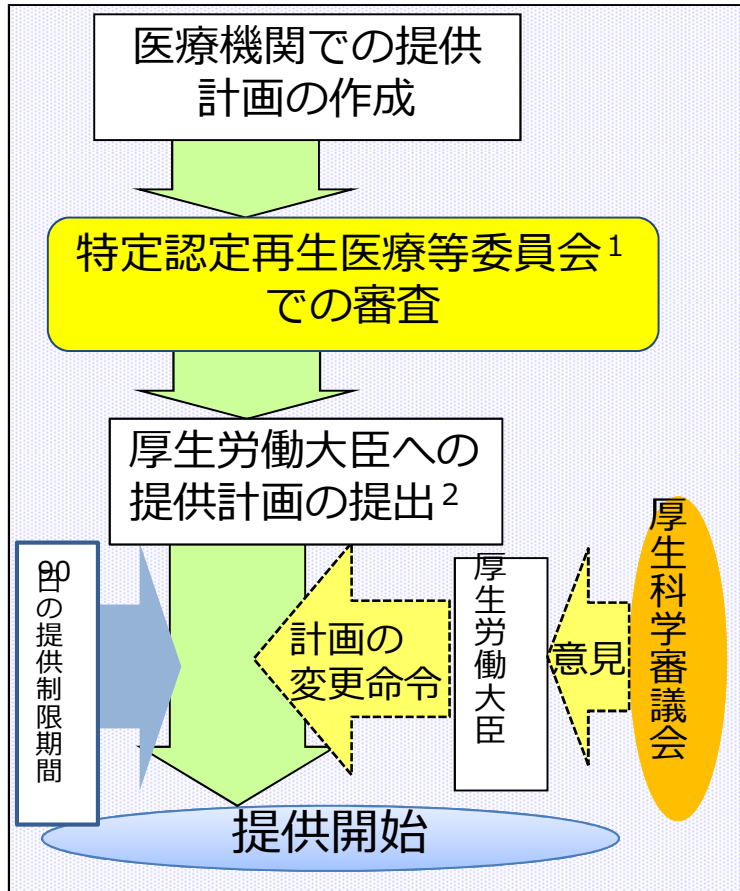 医療機関での提供
計画の作成
特定認定再生医療等委員会1
での審査
厚生労働大臣への
提供計画の提出2
90日の提供制限期間
計画の
変更命令
厚生労働大臣
意見
厚生科学審議会
提供開始